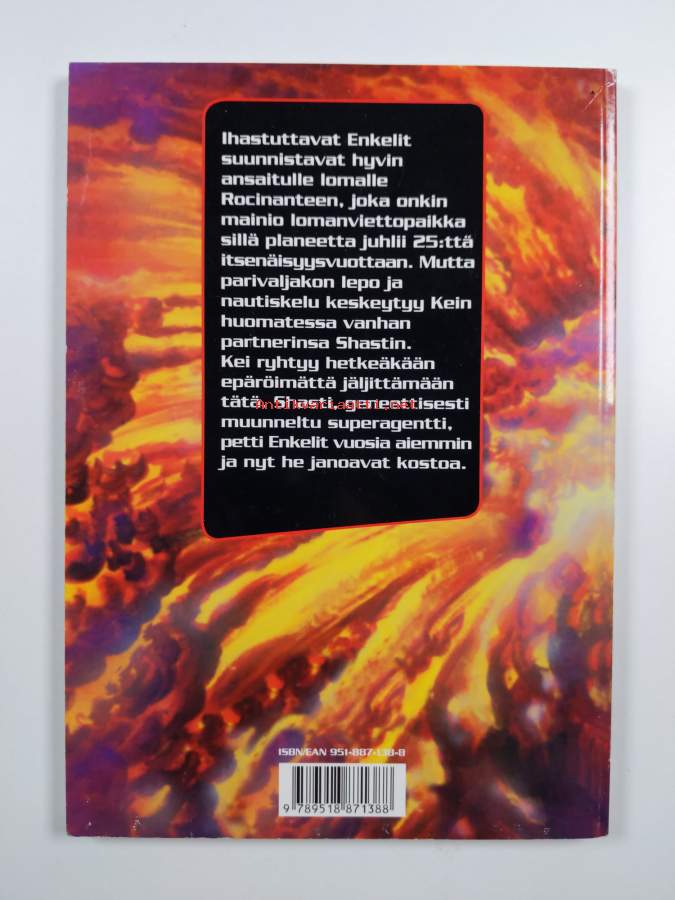 Ihastuttavat Enkelit
suunnistavat hyvin
ansaitulle lomalle
Rocinanteen, joka onkin
mainio lomanviettopaikka
sillä planeetta juhlii 25:ttä
itsenäisyysvuottaan. Mutta
parivaljakon lepo ja
nautiskelu keskeytyy Kein
huomatessa vanhan
partnerinsa Shastin.
Kei ryhtyy hetkeäkään
epäröimättä jäljittämään
tätä. Shasti, geneettisesti
Antikvariaatti.net
muunneltu superagentti,
petti Enkelit vuosia aiemmin
ja nyt he janoavat kostoa.
ISBN/EAN 951-887-138-8
9 789518 871388